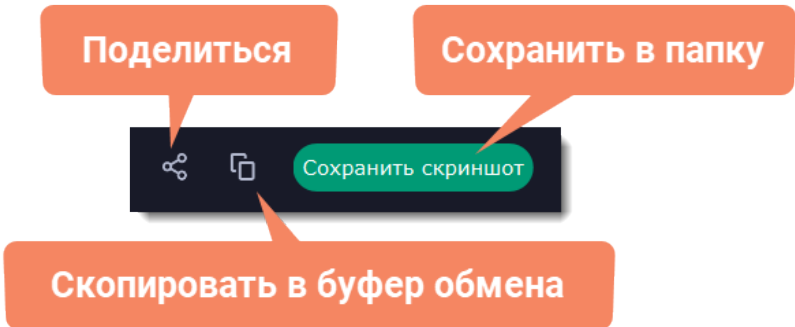 Поделиться
Сохранить в папку
Сохранить скриншот
Скопировать в буфер обмена